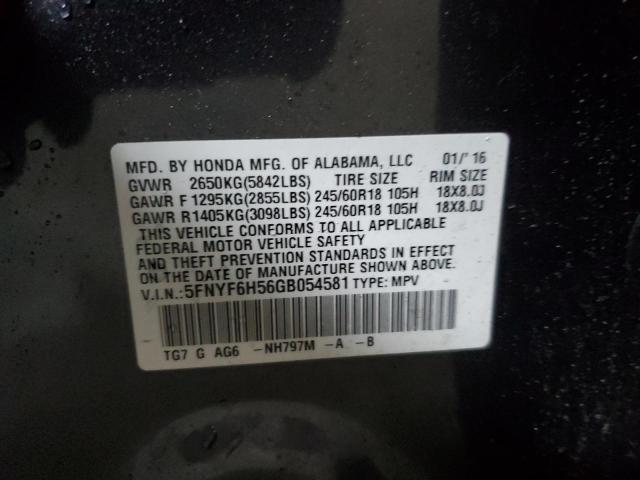 MFD. BY HONDA MFG. OF ALABAMA, LLC 01/'16
GVWR 2650KG(5842LBS) TIRE SIZE RIM SIZE
GAWR F 1295KG(2855LBS) 245/60R18 105H 18X8.0J
GAWR R1405KG(3098LBS) 245/60R18 105H 18X8.0J
THIS VEHICLE CONFORMS TO ALL APPLICABLE
FEDERAL MOTOR VEHICLE SAFETY
AND THEFT PREVENTION STANDARDS IN EFFECT
ON THE DATE OF MANUFACTURE SHOWN ABOVE.
V.I.N.:5FNYF6H56GB054581 TYPE: MPV
TG7 G AG6 -NH797M -A -B